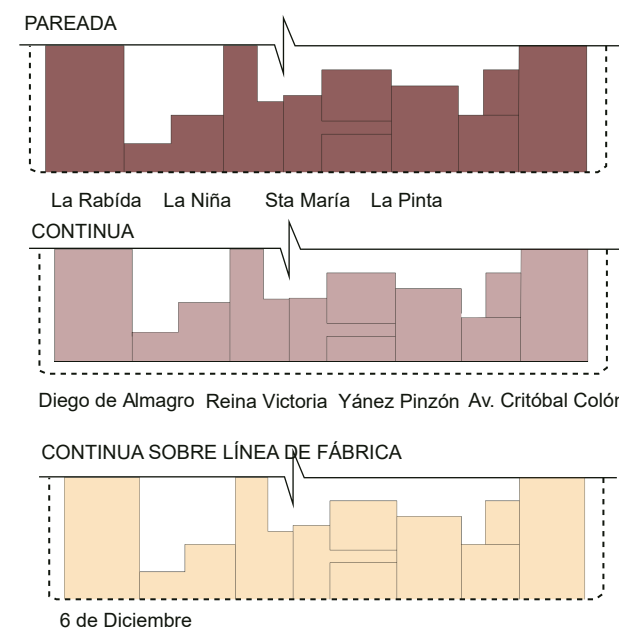 PAREADA
La Rabída La Niña Sta María La Pinta
CONTINUA
Diego de Almagro Reina Victoria Yánez Pinzón Av. Critóbal Colón
CONTINUA SOBRE LÍNEA DE FÁBRICA
6 de Diciembre